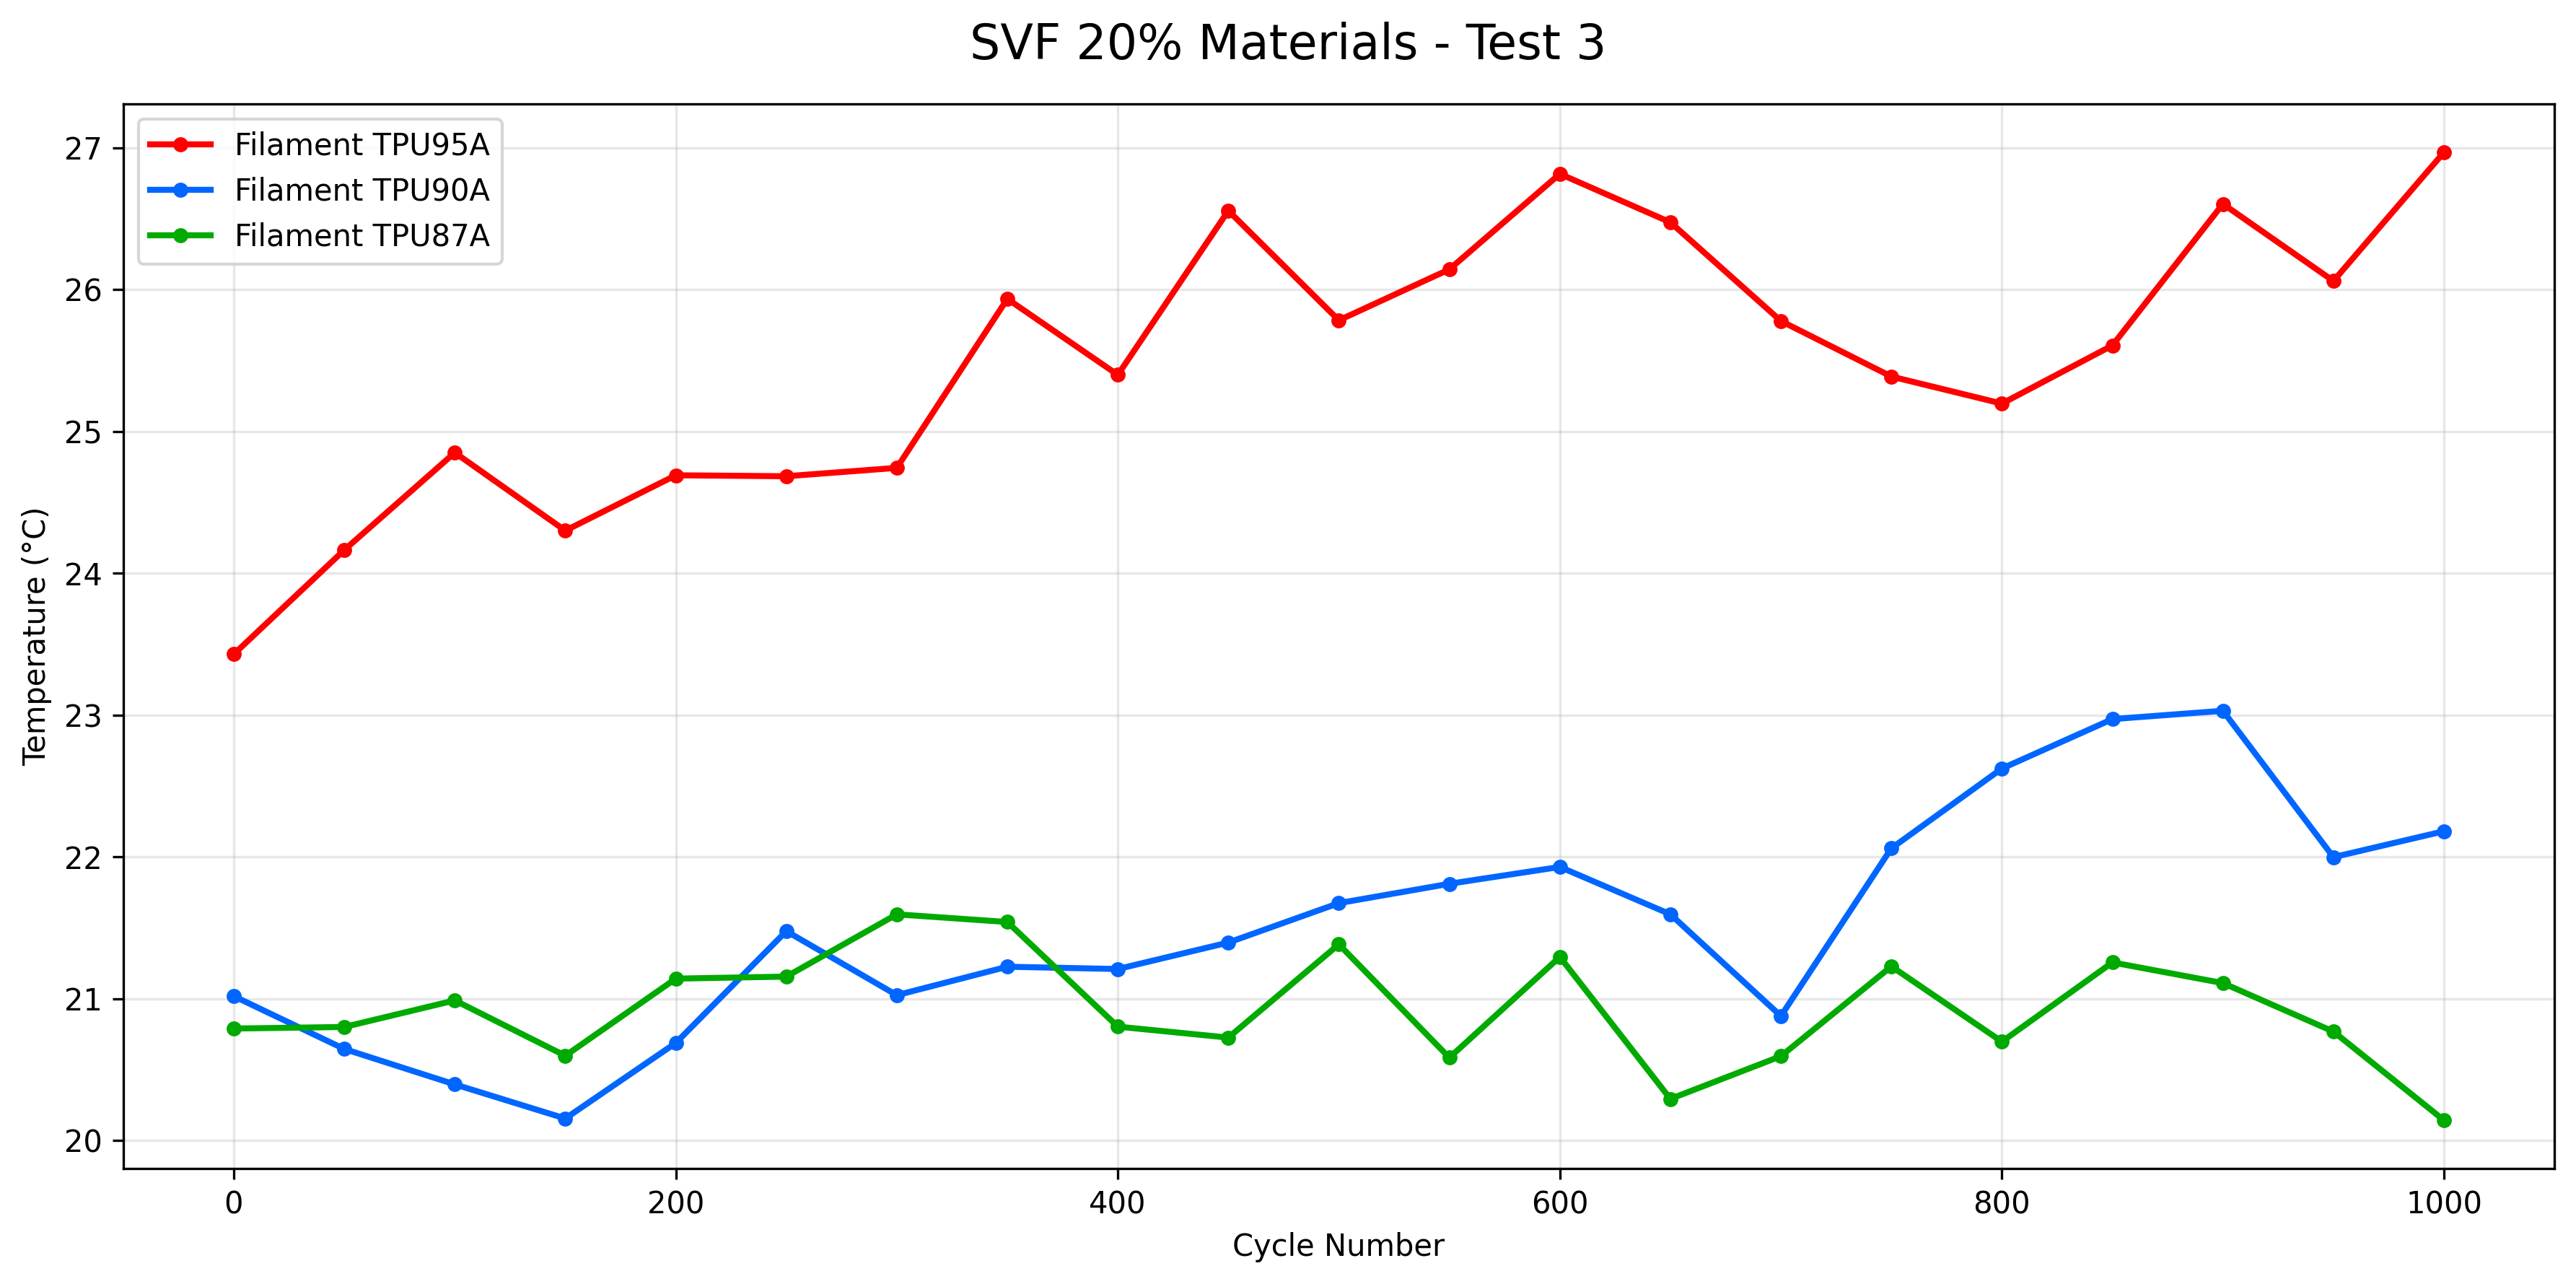 SVF 20% Materials - Test 3
Filament TPU95A
Filament TPU90A
Filament TPU87A
27
26
25
24
23
22
21
20
Temperature (°C)
0 200 400 600 800 1000
Cycle Number